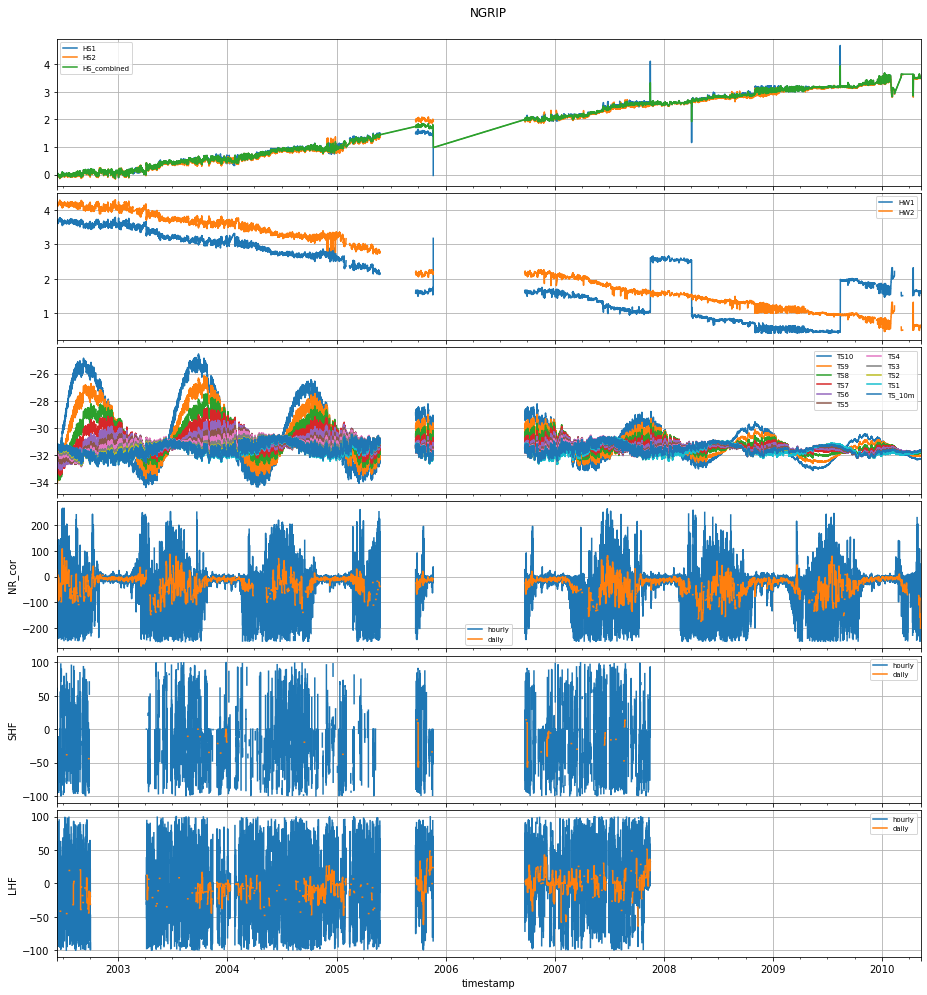 NGRIP
HS1
HS2
HS_combined
4
3
2
1
0
HW1
HW2
4
3
2
1
TS10
TS9
TS8
TS7
TS6
TS5
TS4
TS3
TS2
TS1
TS_10m
−26
−28
−30
−32
−34
NR_cor
200
100
0
−100
−200
hourly
daily
SHF
100
50
0
−50
−100
hourly
daily
LHF
100
50
0
−50
−100
hourly
daily
2003 2004 2005 2006 2007 2008 2009 2010
timestamp